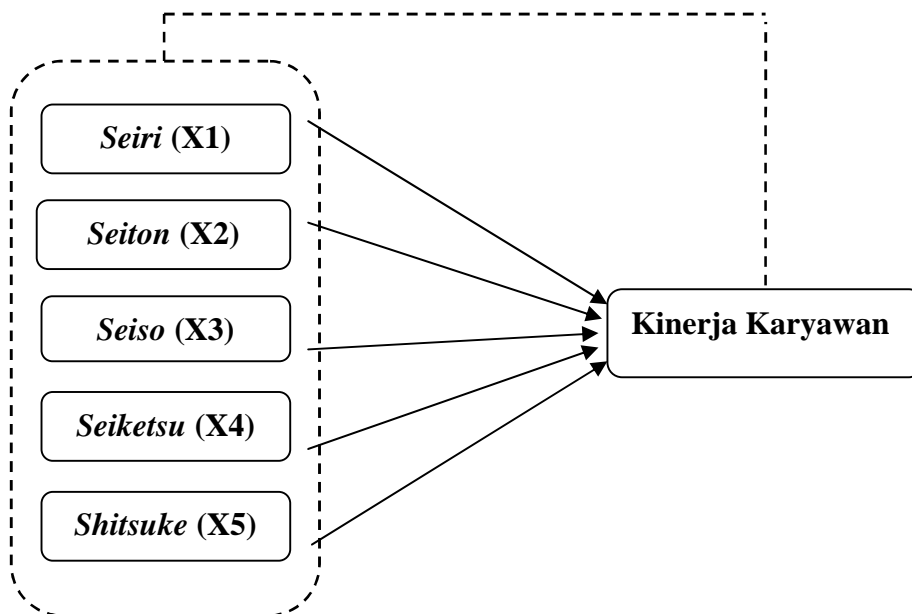 Seiri (X1)
Seiton (X2)
Seiso (X3)
Kinerja Karyawan
Seiketsu (X4)
Shitsuke (X5)